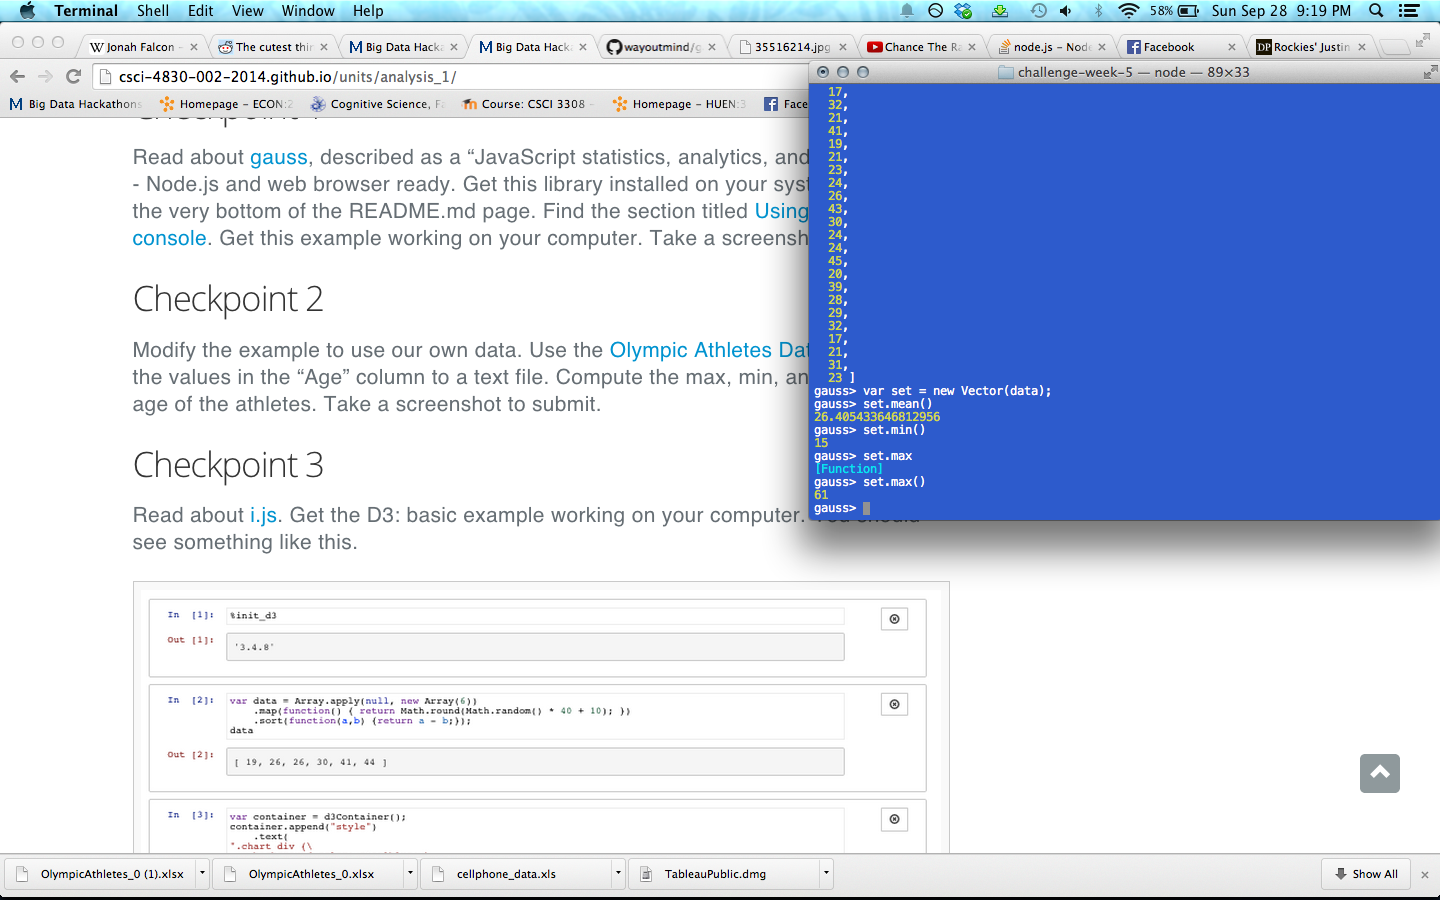 Terminal Shell Edit View Window Help 58% Sun Sep 28 9:19 PM
Jonah Falcon - The cutest thin Big Data Hacka Big Data Hacka wayoutmind/g 35516214.jpg Chance The Ra node.js - Node Facebook Rockies' Justin
csci-4830-002-2014.github.io/units/analysis_1/
Big Data Hackathons Homepage - ECON:2 Cognitive Science, F Course: CSCI 3308 - Homepage - HUEN:3 Face
challenge-week-5 — node — 89×33
17,
32,
21,
41,
19,
21,
23,
24,
26,
43,
30,
24,
24,
45,
20,
39,
28,
29,
32,
17,
21,
31,
23 ]
gauss> var set = new Vector(data);
gauss> set.mean()
26.405433646812956
gauss> set.min()
15
gauss> set.max
[Function]
gauss> set.max()
61
gauss>
Checkpoint 1
Read about gauss, described as a “JavaScript statistics, analytics, and
- Node.js and web browser ready. Get this library installed on your syst
the very bottom of the README.md page. Find the section titled Using
console. Get this example working on your computer. Take a screensh
Checkpoint 2
Modify the example to use our own data. Use the Olympic Athletes Dat
the values in the “Age” column to a text file. Compute the max, min, an
age of the athletes. Take a screenshot to submit.
Checkpoint 3
Read about i.js. Get the D3: basic example working on your computer. You should
see something like this.
In [1]: %init_d3
Out [1]: '3.4.8'
In [2]: var data = Array.apply(null, new Array(6))
.map(function() { return Math.round(Math.random() * 40 + 10); })
.sort(function(a,b) {return a - b;});
data
Out [2]: [ 19, 26, 26, 30, 41, 44 ]
In [3]: var container = d3Container();
container.append("style")
.text(
".chart div {\
OlympicAthletes_0 (1).xlsx OlympicAthletes_0.xlsx cellphone_data.xls TableauPublic.dmg Show All